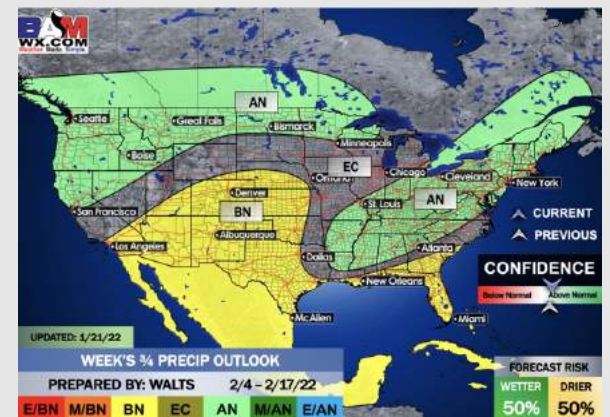 BAM
WX.COM
Weather Made Simple.
AN
Seattle
Great Falls
Bismarck
Minneapolis
Boise
EC
Omaha
Chicago
Cleveland
New York
Denver
St. Louis
AN
San Francisco
BN
CURRENT
Albuquerque
Atlanta
PREVIOUS
Los Angeles
Dallas
CONFIDENCE
New Orleans
Below Normal
Above Normal
McAllen
Miami
UPDATED: 1/21/22
WEEK'S ¾ PRECIP OUTLOOK
PREPARED BY: WALTS 2/4 – 2/17/22
E/BN M/BN BN EC AN M/AN E/AN
FORECAST RISK
WETTER DRIER
50% 50%